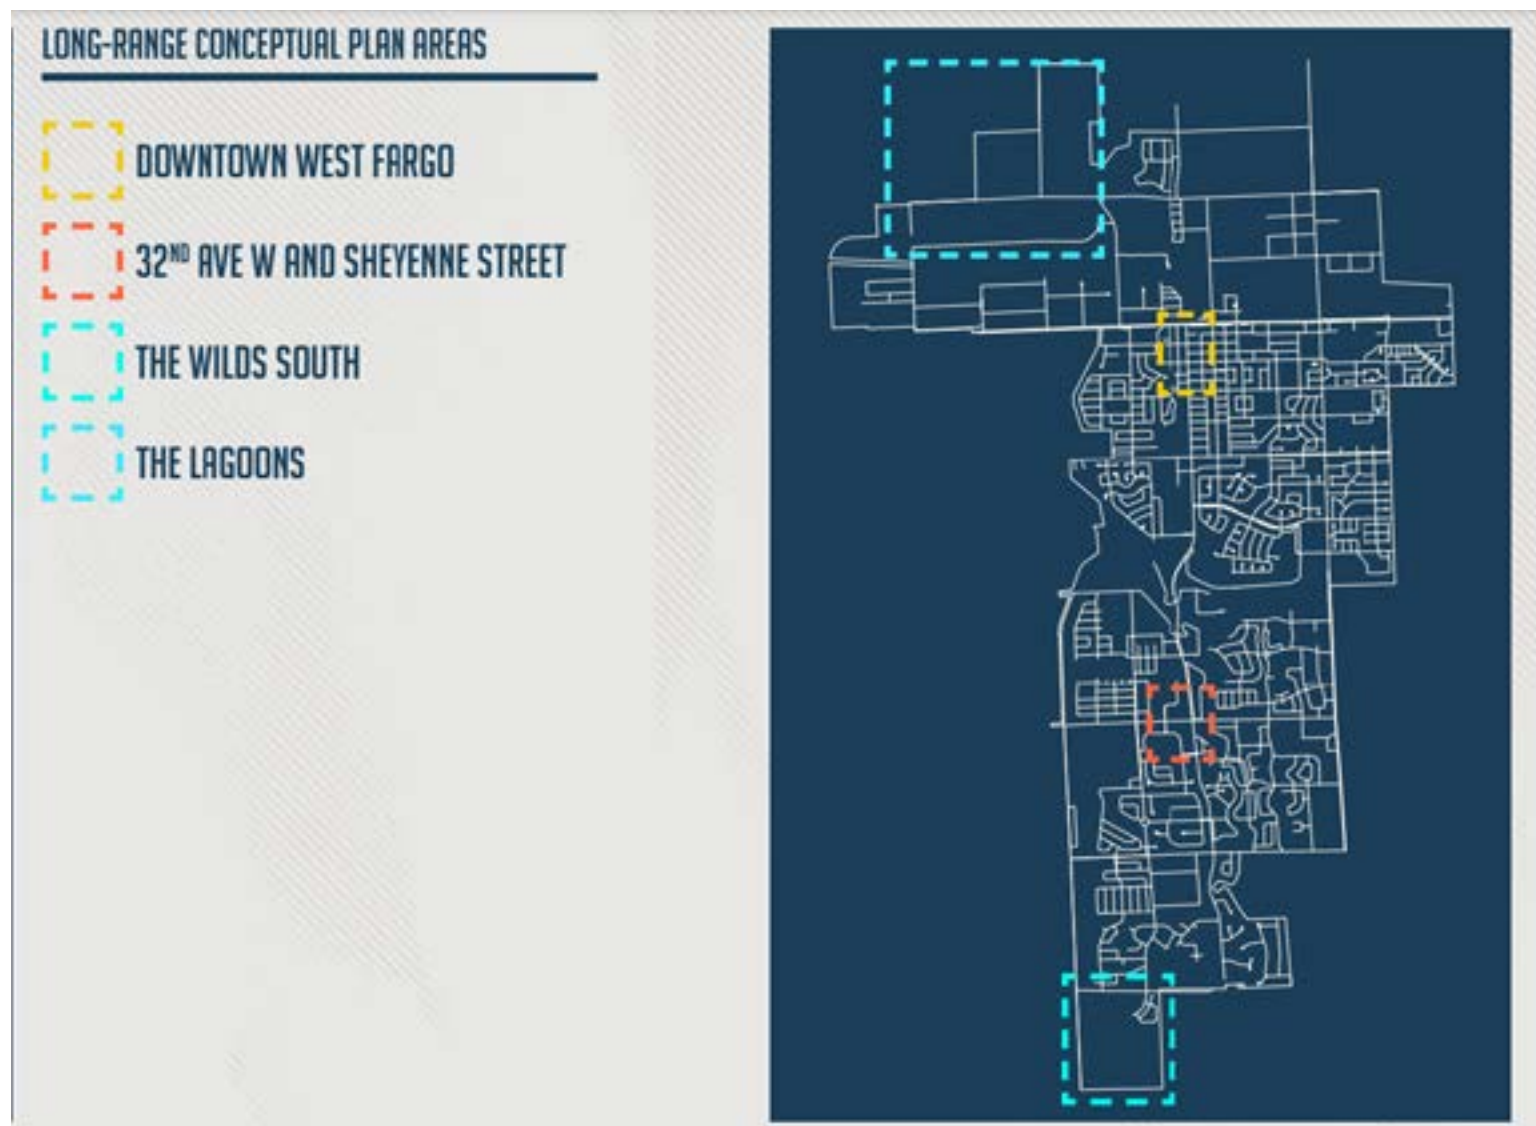 LONG-RANGE CONCEPTUAL PLAN AREAS
DOWNTOWN WEST FARGO
32ND AVE W AND SHEYENNE STREET
THE WILDS SOUTH
THE LAGOONS